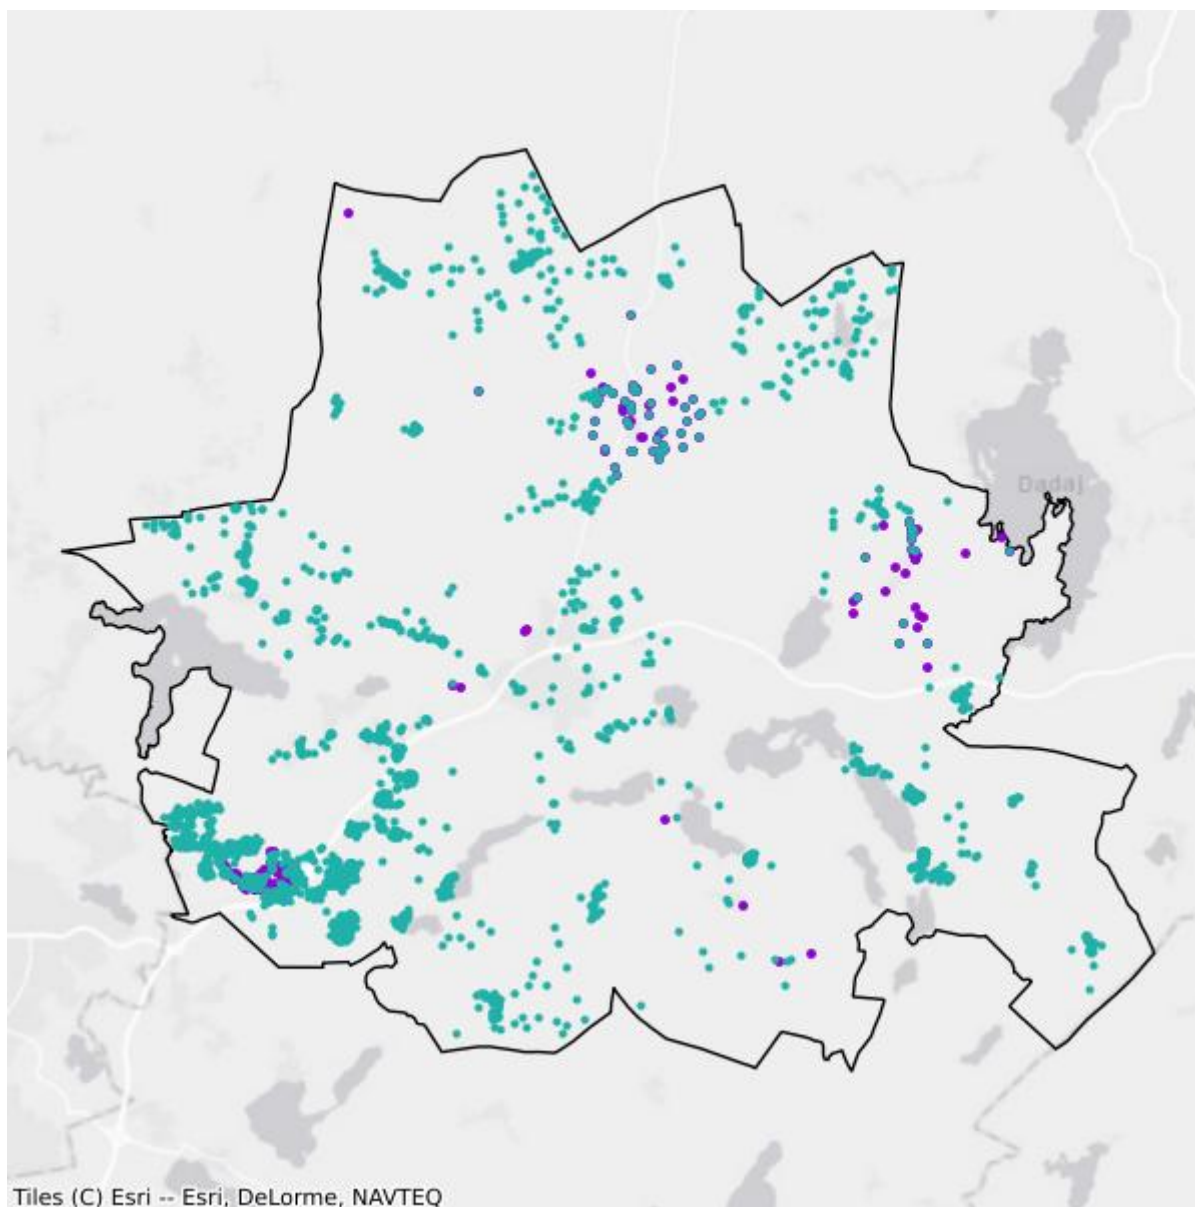 Dadaj
Tiles (C) Esri -- Esri, DeLorme, NAVTEQ